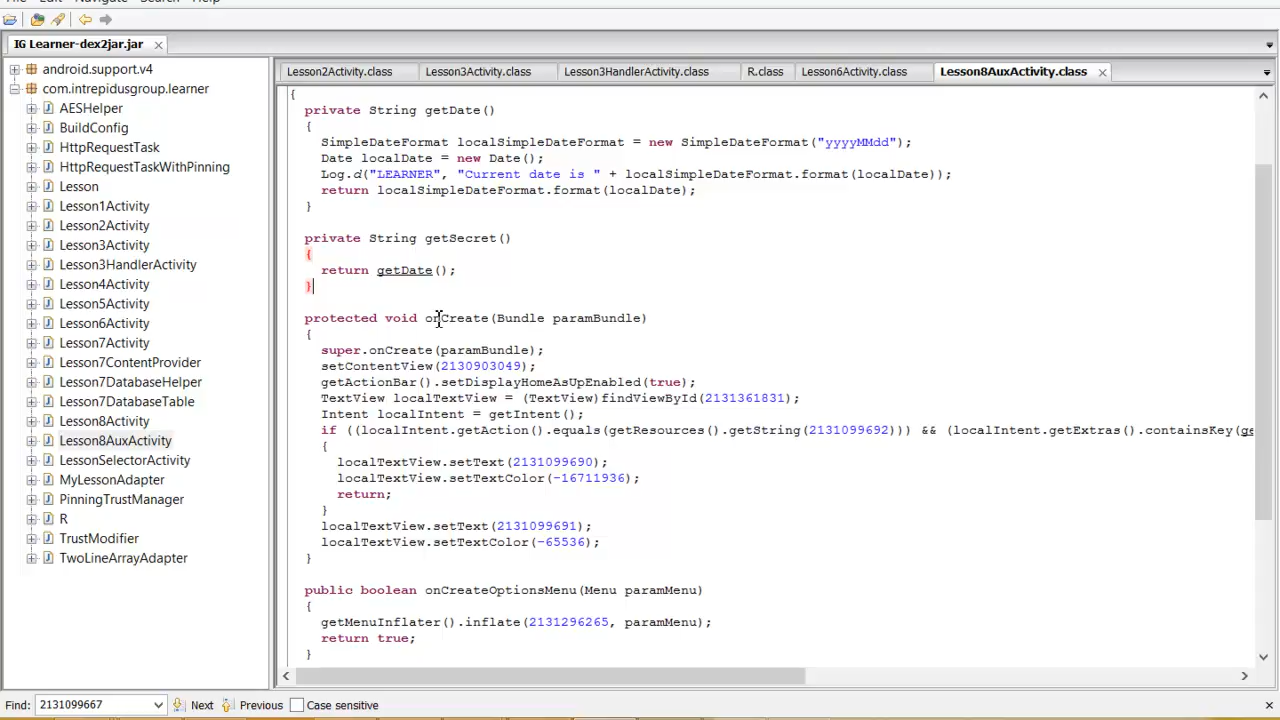 File Edit Navigate Search Help
IG Learner-dex2jar.jar
android.support.v4
com.intrepidusgroup.learner
AESHelper
BuildConfig
HttpRequestTask
HttpRequestTaskWithPinning
Lesson
Lesson1Activity
Lesson2Activity
Lesson3Activity
Lesson3HandlerActivity
Lesson4Activity
Lesson5Activity
Lesson6Activity
Lesson7Activity
Lesson7ContentProvider
Lesson7DatabaseHelper
Lesson7DatabaseTable
Lesson8Activity
Lesson8AuxActivity
LessonSelectorActivity
MyLessonAdapter
PinningTrustManager
R
TrustModifier
TwoLineArrayAdapter
Lesson2Activity.class Lesson3Activity.class Lesson3HandlerActivity.class R.class Lesson6Activity.class Lesson8AuxActivity.class
{
private String getDate()
{
SimpleDateFormat localSimpleDateFormat = new SimpleDateFormat("yyyyMMdd");
Date localDate = new Date();
Log.d("LEARNER", "Current date is " + localSimpleDateFormat.format(localDate));
return localSimpleDateFormat.format(localDate);
}
private String getSecret()
{
return getDate();
}
protected void onCreate(Bundle paramBundle)
{
super.onCreate(paramBundle);
setContentView(2130903049);
getActionBar().setDisplayHomeAsUpEnabled(true);
TextView localTextView = (TextView)findViewById(2131361831);
Intent localIntent = getIntent();
if ((localIntent.getAction().equals(getResources().getString(2131099692))) && (localIntent.getExtras().containsKey(ge
{
localTextView.setText(2131099690);
localTextView.setTextColor(-16711936);
return;
}
localTextView.setText(2131099691);
localTextView.setTextColor(-65536);
}
public boolean onCreateOptionsMenu(Menu paramMenu)
{
getMenuInflater().inflate(2131296265, paramMenu);
return true;
}
Find: 2131099667 Next Previous Case sensitive